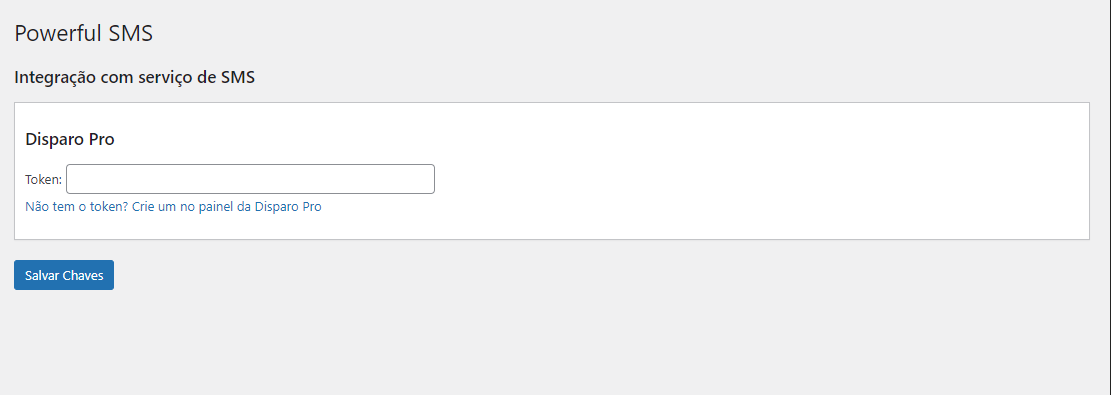 Powerful SMS
Integração com serviço de SMS
Disparo Pro
Token:
Não tem o token? Crie um no painel da Disparo Pro
Salvar Chaves